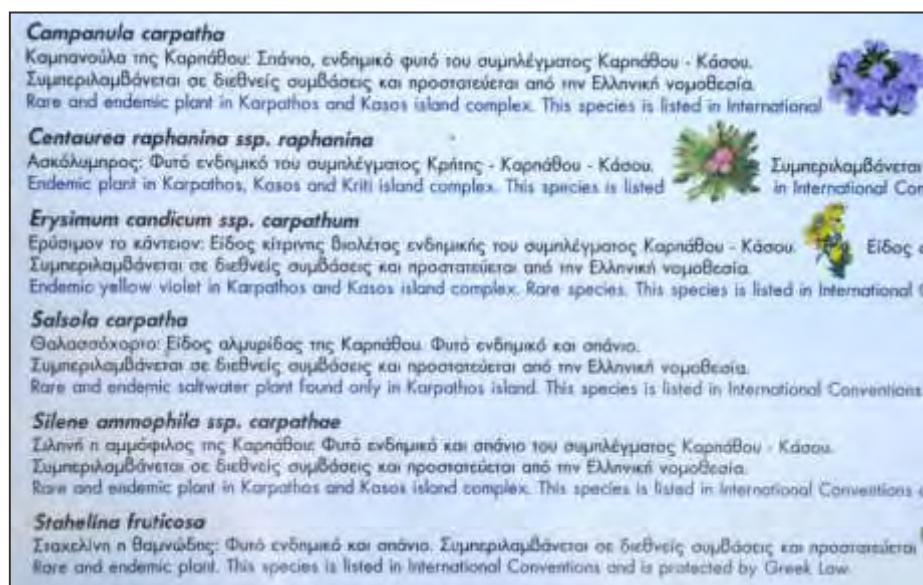 Campanula carpatha
Καμπανούλα της Καρπάθου: Σπάνιο, ενδημικό φυτό του συμπλέγματος Καρπάθου - Κάσου.
Συμπεριλαμβάνεται σε διεθνείς συμβάσεις και προστατεύεται από την Ελληνική νομοθεσία.
Rare and endemic plant in Karpathos and Kasos island complex. This species is listed in International
Centaurea raphanina ssp. raphanina
Ασκόλυμπρος: Φυτό ενδημικό του συμπλέγματος Κρήτης - Καρπάθου - Κάσου. Συμπεριλαμβάνεται
Endemic plant in Karpathos, Kasos and Kriti island complex. This species is listed in International Con
Erysimum candicum ssp. carpathum
Ερύσιμον το κάντειον: Είδος κίτρινης βιολέτας ενδημικής του συμπλέγματος Καρπάθου - Κάσου. Είδος
Συμπεριλαμβάνεται σε διεθνείς συμβάσεις και προστατεύεται από την Ελληνική νομοθεσία.
Endemic yellow violet in Karpathos and Kasos island complex. Rare species. This species is listed in International
Salsola carpatha
Θαλασσόχορτο: Είδος αλμυρίδας της Καρπάθου. Φυτό ενδημικό και σπάνιο.
Συμπεριλαμβάνεται σε διεθνείς συμβάσεις και προστατεύεται από την Ελληνική νομοθεσία.
Rare and endemic saltwater plant found only in Karpathos island. This species is listed in International Conventions
Silene ammophila ssp. carpathae
Σιληνή η αμμόφιλος της Φυτό ενδημικό και σπάνιο του συμπλέγματος Καρπάθου - Κάσου.
Συμπεριλαμβάνεται σε διεθνείς συμβάσεις και προστατεύεται από την Ελληνική νομοθεσία.
Rare and endemic plant in Karpathos and Kasos island complex. This species is listed in International Conventions
Stahelina fruticosa
Σταχελίνη η θαμνώδης: Φυτό ενδημικό και σπάνιο. Συμπεριλαμβάνεται σε διεθνείς συμβάσεις και προστατεύεται
Rare and endemic plant. This species is listed in International Conventions and is protected by Greek Law.